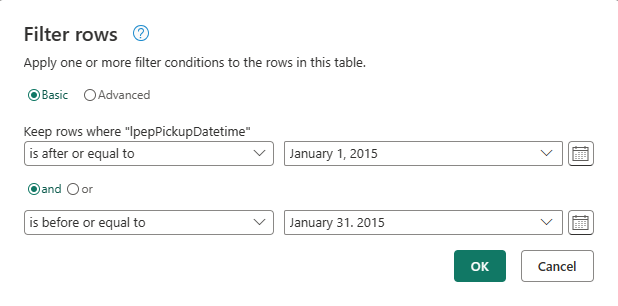 Filter rows ?
Apply one or more filter conditions to the rows in this table.
Basic Advanced
Keep rows where "lpepPickupDatetime"
is after or equal to January 1, 2015
and or
is before or equal to January 31. 2015
OK Cancel